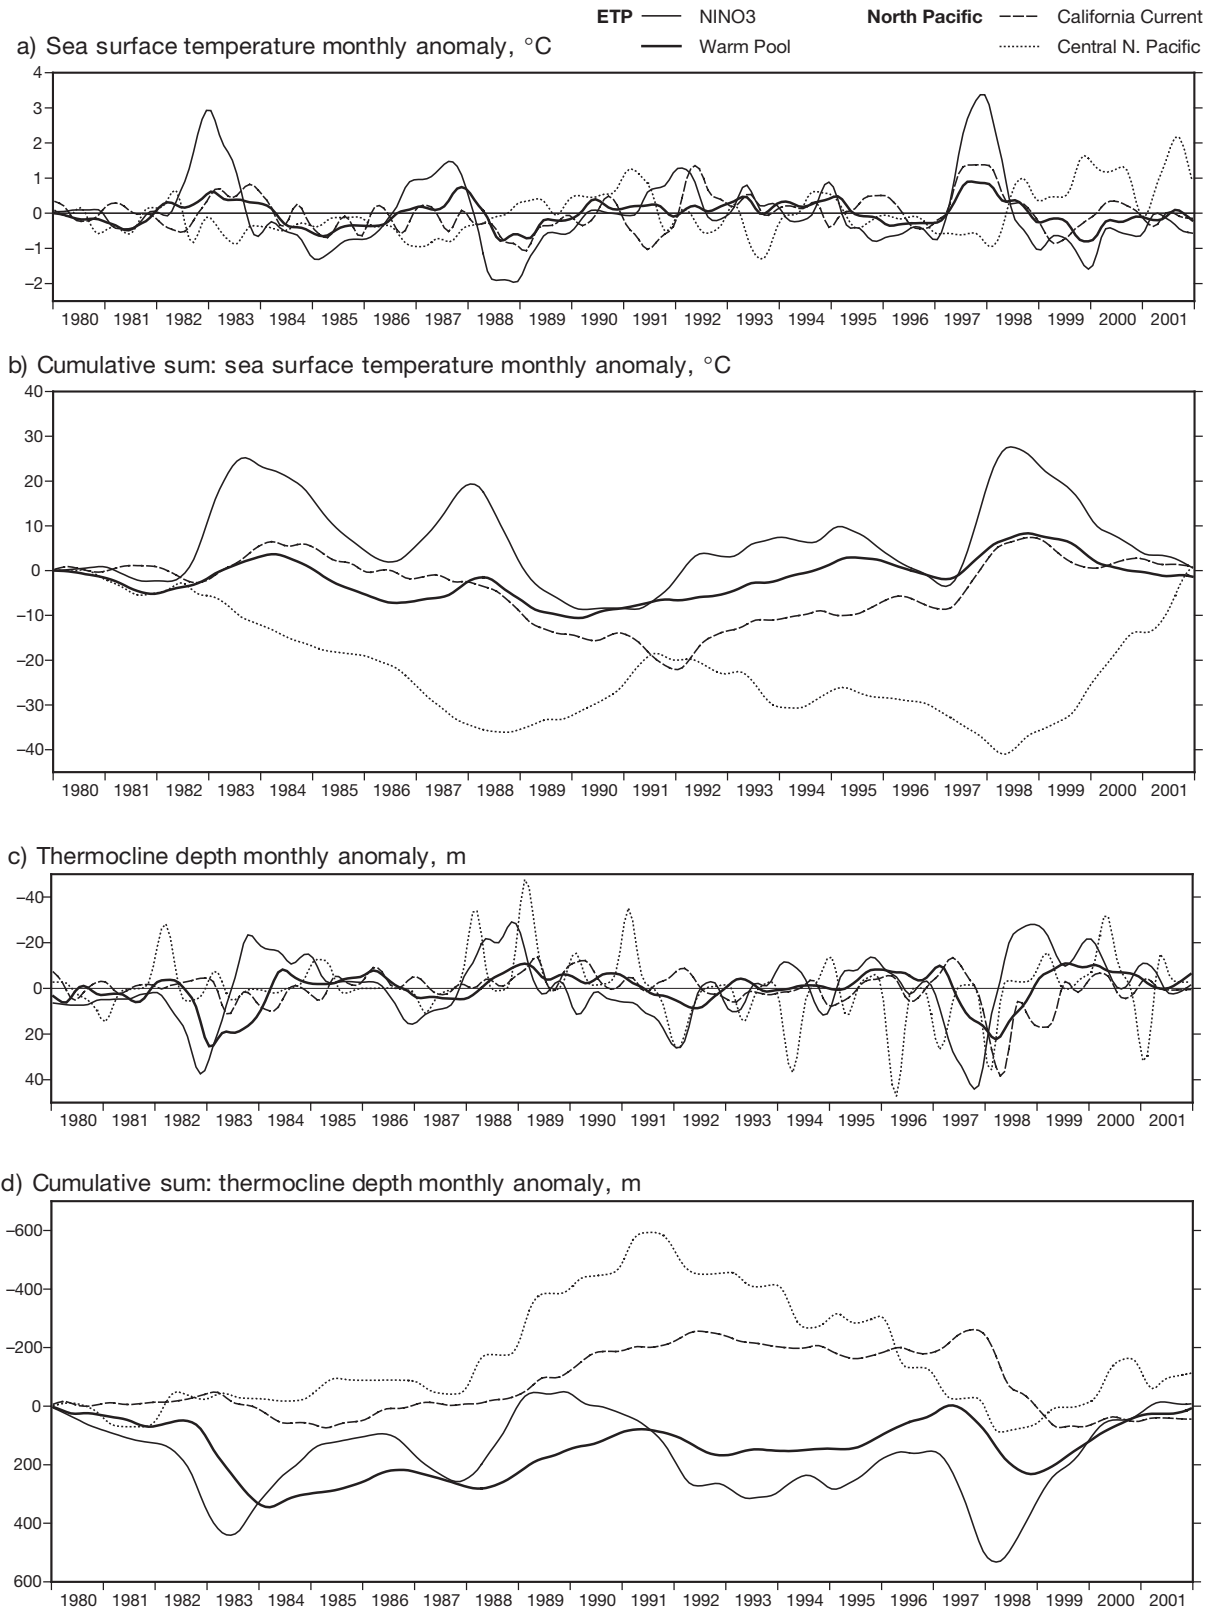 ETP NINO3 North Pacific California Current
Warm Pool Central N. Pacific
a) Sea surface temperature monthly anomaly, °C
4
3
2
1
0
–1
–2
1980 1981 1982 1983 1984 1985 1986 1987 1988 1989 1990 1991 1992 1993 1994 1995 1996 1997 1998 1999 2000 2001
b) Cumulative sum: sea surface temperature monthly anomaly, °C
40
30
20
10
0
–10
–20
–30
–40
1980 1981 1982 1983 1984 1985 1986 1987 1988 1989 1990 1991 1992 1993 1994 1995 1996 1997 1998 1999 2000 2001
c) Thermocline depth monthly anomaly, m
–40
–20
0
20
40
1980 1981 1982 1983 1984 1985 1986 1987 1988 1989 1990 1991 1992 1993 1994 1995 1996 1997 1998 1999 2000 2001
d) Cumulative sum: thermocline depth monthly anomaly, m
–600
–400
–200
0
200
400
600
1980 1981 1982 1983 1984 1985 1986 1987 1988 1989 1990 1991 1992 1993 1994 1995 1996 1997 1998 1999 2000 2001